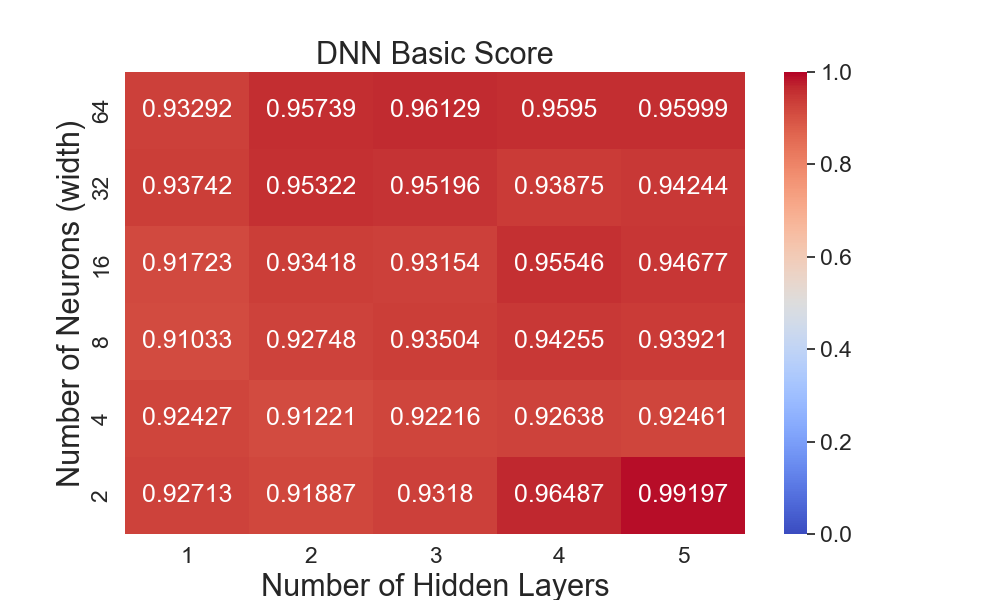 DNN Basic Score
Number of Neurons (width)
64 0.93292 0.95739 0.96129 0.9595 0.95999
32 0.93742 0.95322 0.95196 0.93875 0.94244
16 0.91723 0.93418 0.93154 0.95546 0.94677
8 0.91033 0.92748 0.93504 0.94255 0.93921
4 0.92427 0.91221 0.92216 0.92638 0.92461
2 0.92713 0.91887 0.9318 0.96487 0.99197
1 2 3 4 5
Number of Hidden Layers
1.0
0.8
0.6
0.4
0.2
0.0